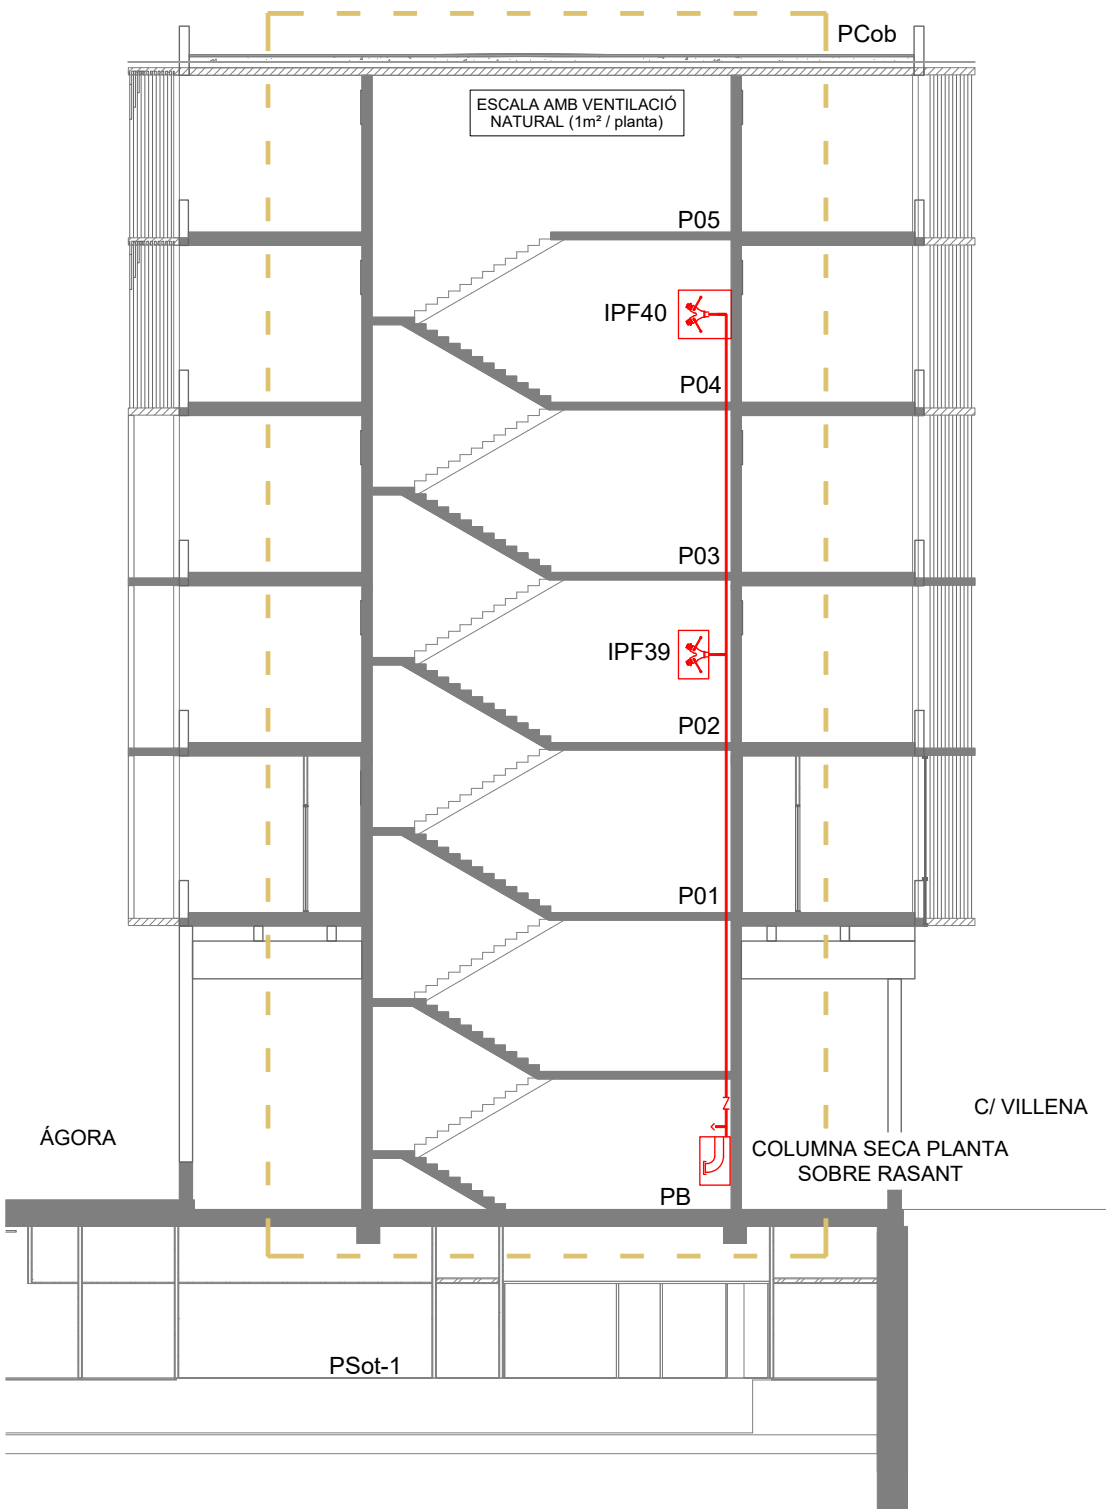 PCob
ESCALA AMB VENTILACIÓ
NATURAL (1m² / planta)
P05
IPF40
P04
P03
IPF39
P02
P01
C/ VILLENA
ÁGORA
COLUMNA SECA PLANTA
SOBRE RASANT
PB
PSot-1